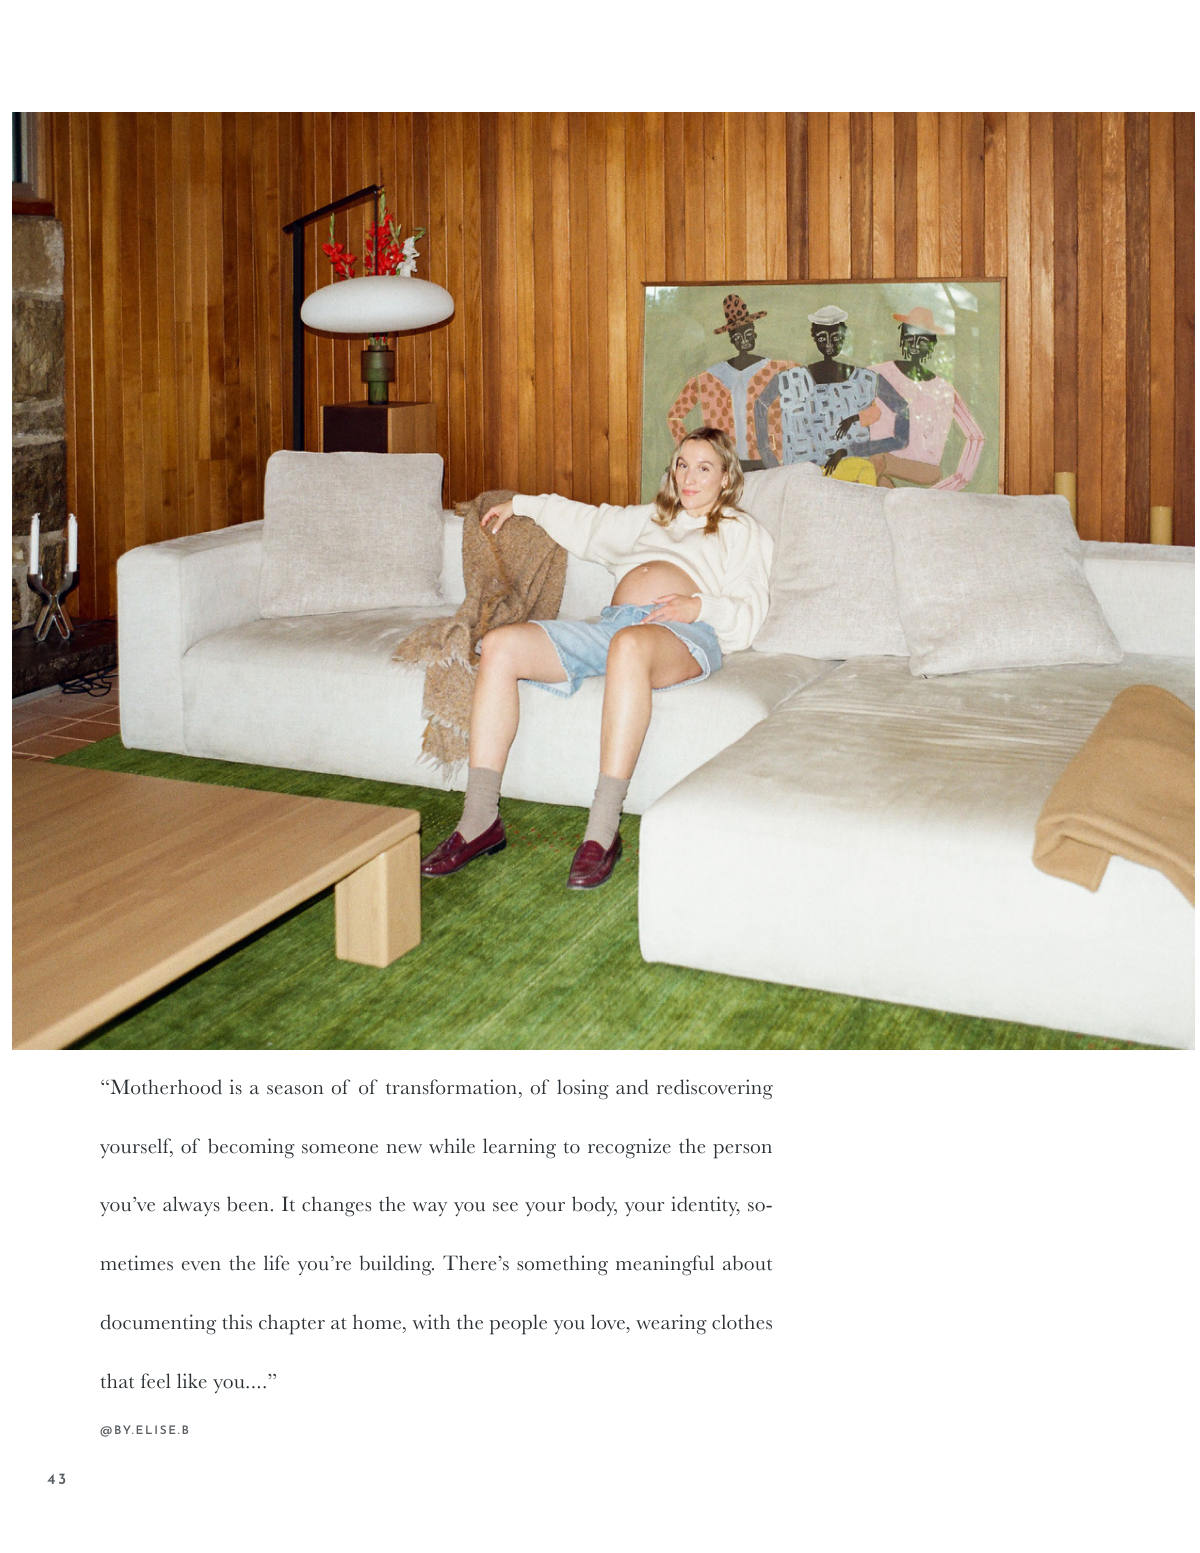 “Motherhood is a season of of transformation, of losing and rediscovering
yourself, of becoming someone new while learning to recognize the person
you’ve always been. It changes the way you see your body, your identity, so-
metimes even the life you’re building. There’s something meaningful about
documenting this chapter at home, with the people you love, wearing clothes
that feel like you....”
@BY.ELISE.B
43